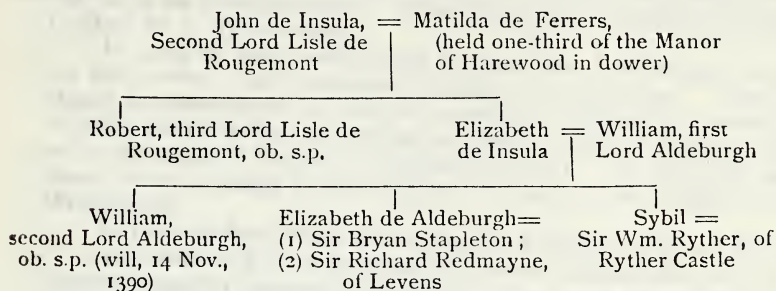 John de Insula, = Matilda de Ferrers,
Second Lord Lisle de (held one-third of the Manor
Rougemont of Harewood in dower)
Robert, third Lord Lisle de Elizabeth = William, first
Rougemont, ob. s.p. de Insula Lord Aldeburgh
William, Elizabeth de Aldeburgh= Sybil =
second Lord Aldeburgh, (1) Sir Bryan Stapleton ; Sir Wm. Ryther, of
ob. s.p. (will, 14 Nov., (2) Sir Richard Redmayne, Ryther Castle
1390) of Levens